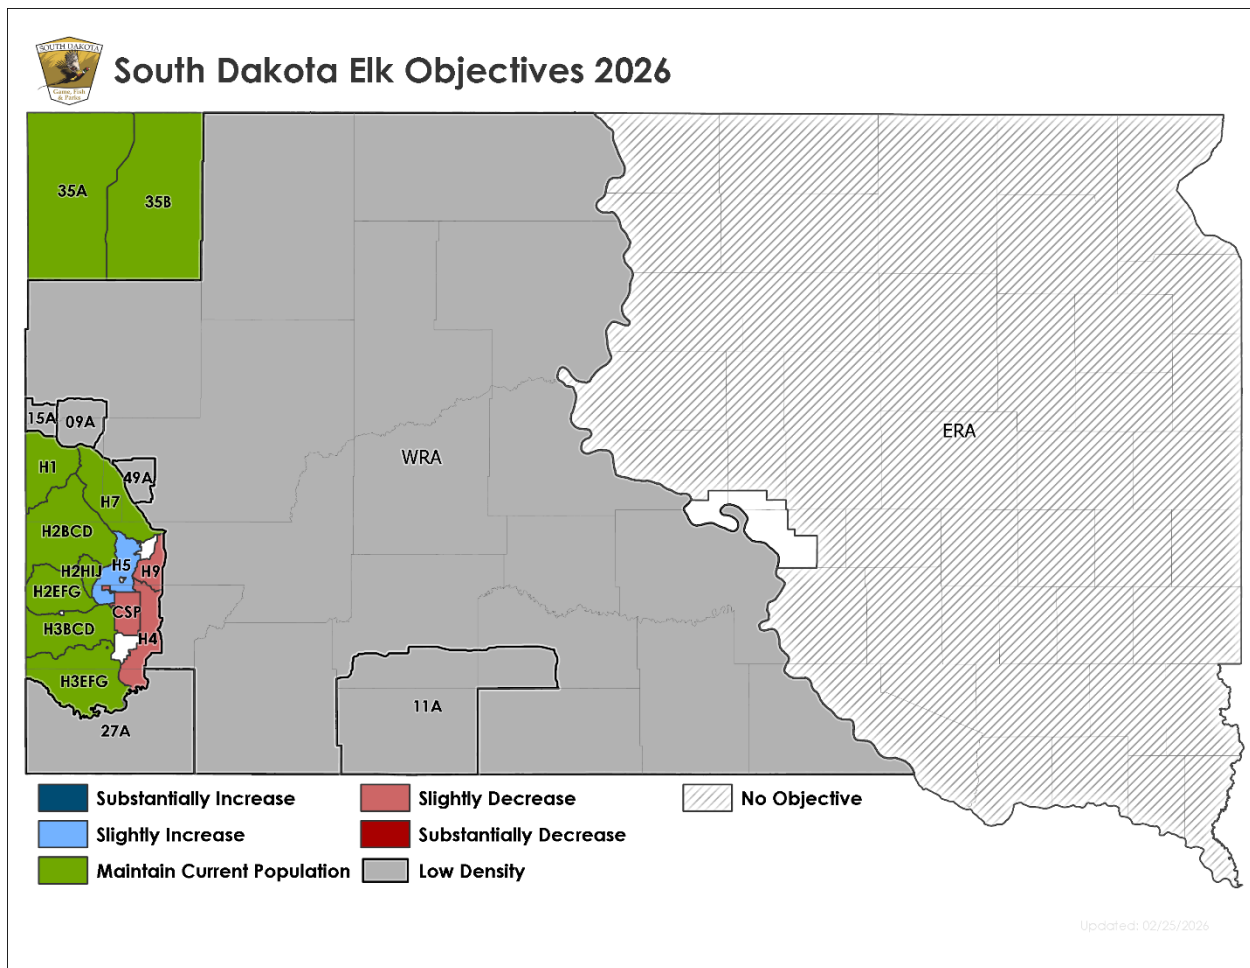 SOUTH DAKOTA
Game, Fish
& Parks
South Dakota Elk Objectives 2026
35A
35B
15A
09A
H1
49A
H7
WRA
ERA
H2BCD
H5
H2HIJ
H9
H2EFG
CSP
H3BCD
H4
H3EFG
11A
27A
Substantially Increase
Slightly Decrease
No Objective
Slightly Increase
Substantially Decrease
Maintain Current Population
Low Density
Updated: 02/25/2026